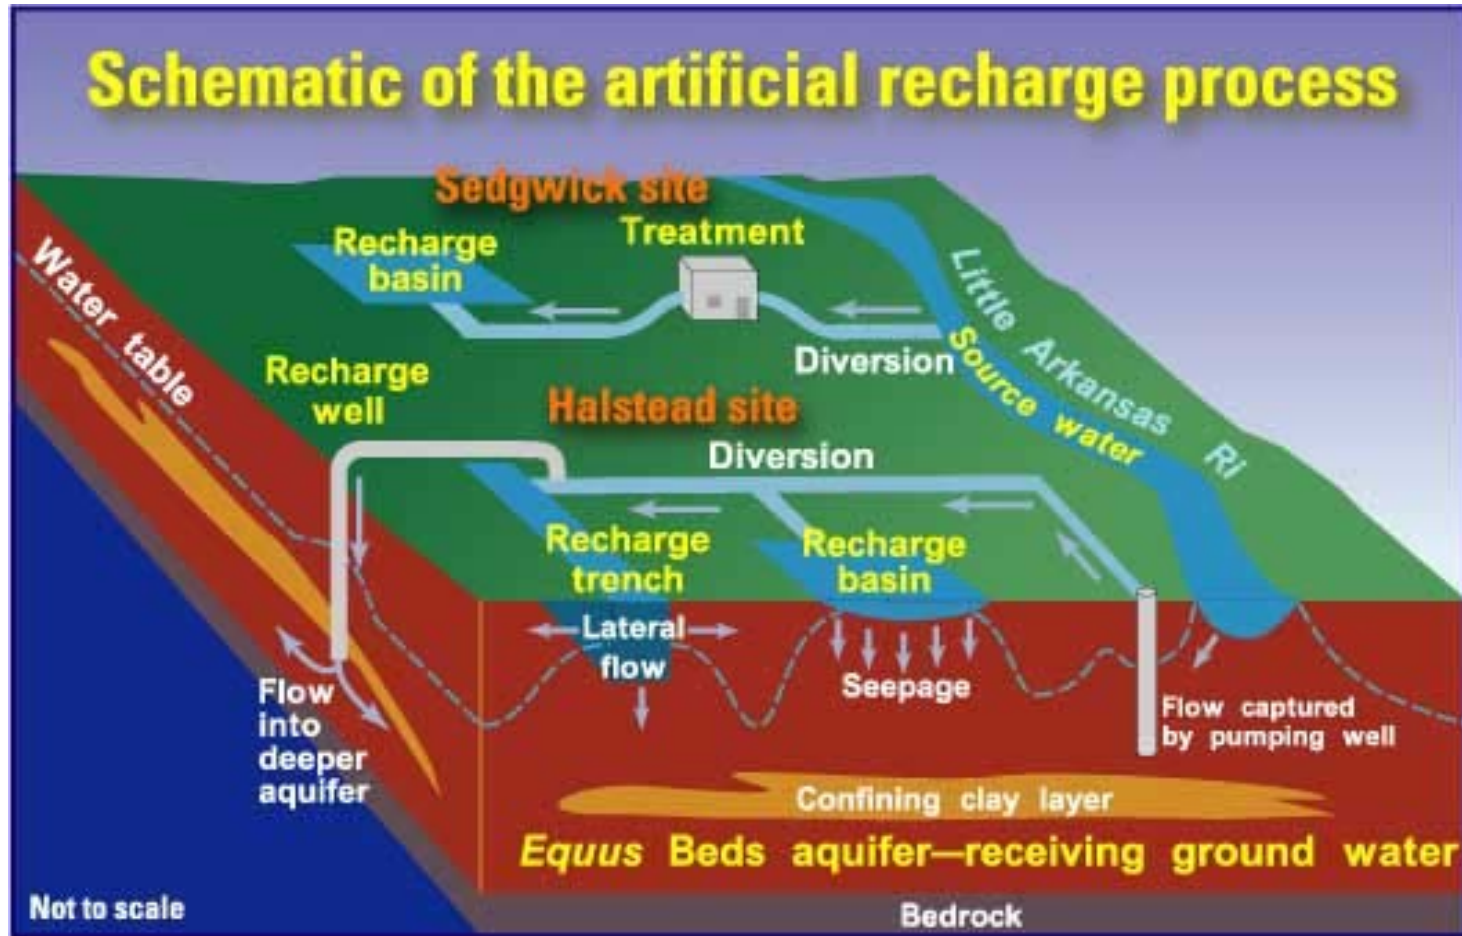 Schematic of the artificial recharge process
Sedgwick site
Recharge
basin
Treatment
Water table
Little Arkansas Ri
Source water
Diversion
Recharge
well
Halstead site
Diversion
Recharge
trench
Recharge
basin
Lateral
flow
Seepage
Flow
into
deeper
aquifer
Flow captured
by pumping well
Confining clay layer
Equus Beds aquifer—receiving ground water
Not to scale
Bedrock